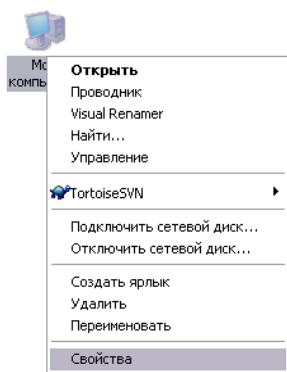 Мо
компь
Открыть
Проводник
Visual Renamer
Найти...
Управление
TortoiseSVN
Подключить сетевой диск...
Отключить сетевой диск...
Создать ярлык
Удалить
Переименовать
Свойства